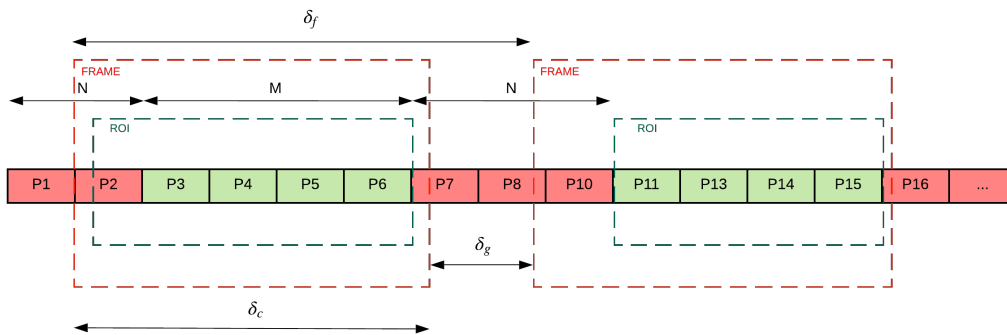 δf
FRAME FRAME
N M N
ROI ROI
P1 P2 P3 P4 P5 P6 P7 P8 P10 P11 P13 P14 P15 P16 ...
δg
δc